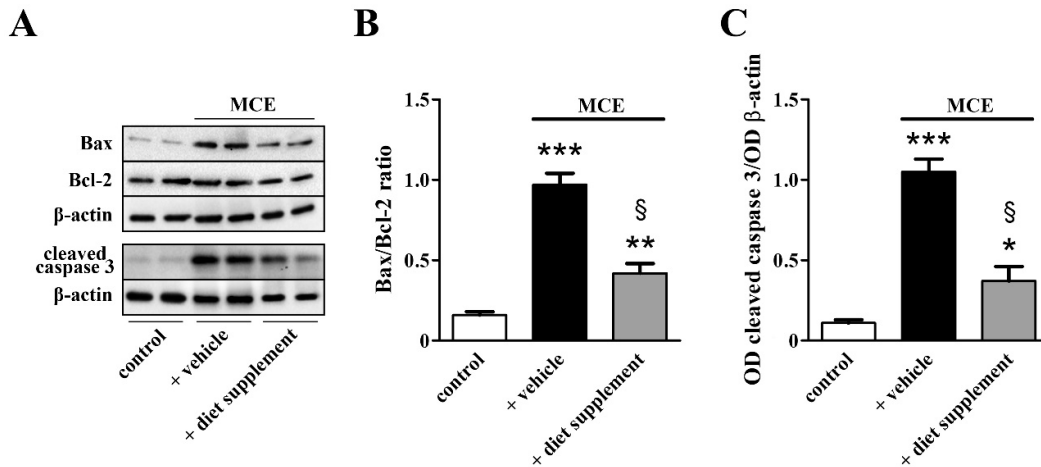 A
MCE
Bax
Bcl-2
β-actin
cleaved
caspase 3
β-actin
control
+ vehicle
+ diet supplement
B
MCE
Bax/Bcl-2 ratio
1.5
1.0
0.5
0
***
§
**
control
+ vehicle
+ diet supplement
C
MCE
OD cleaved caspase 3/OD β-actin
1.5
1.0
0.5
0
***
§
*
control
+ vehicle
+ diet supplement